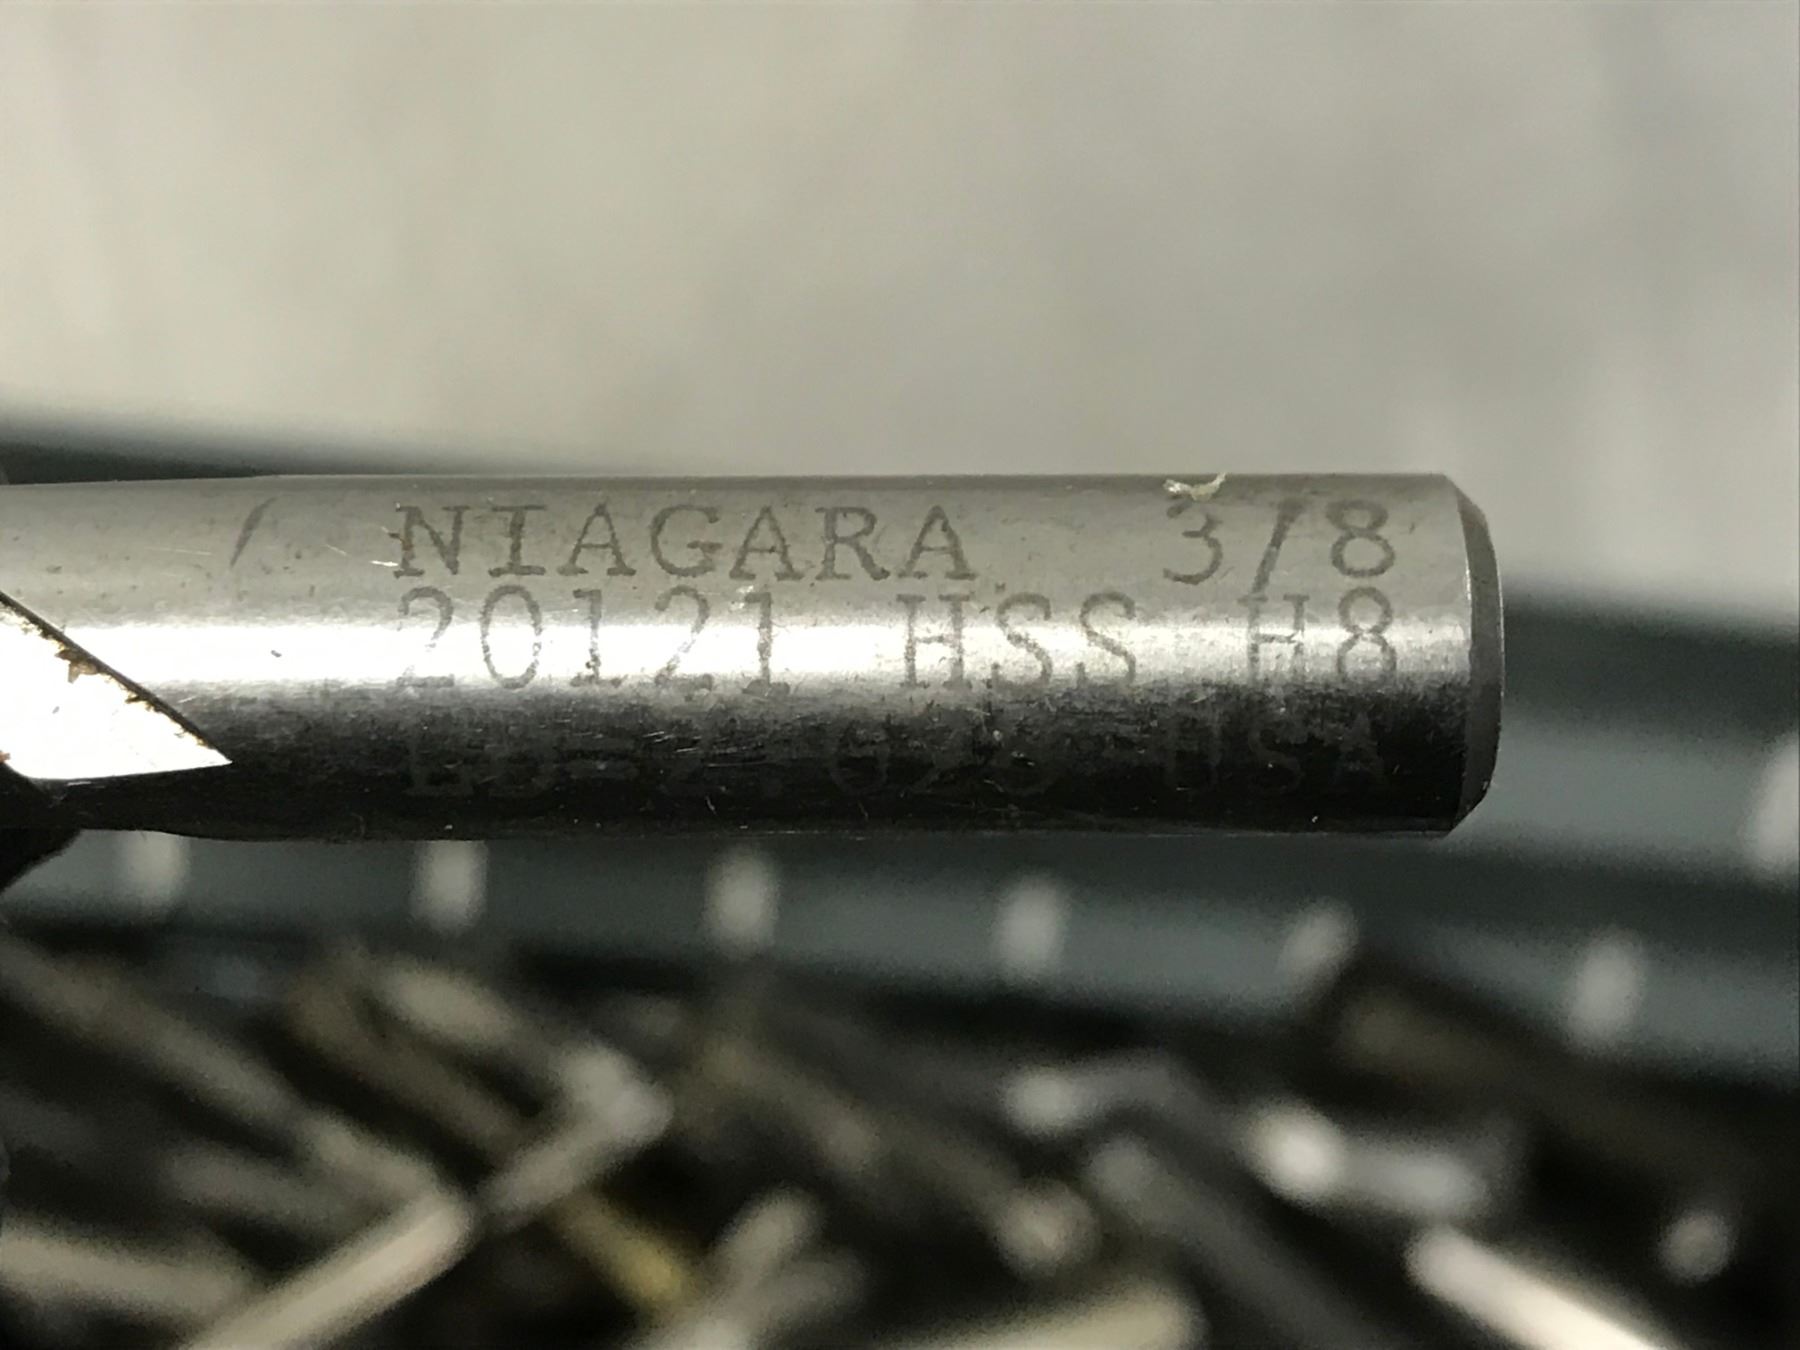 NIAGARA 3/8
20121 HSS H8
USA